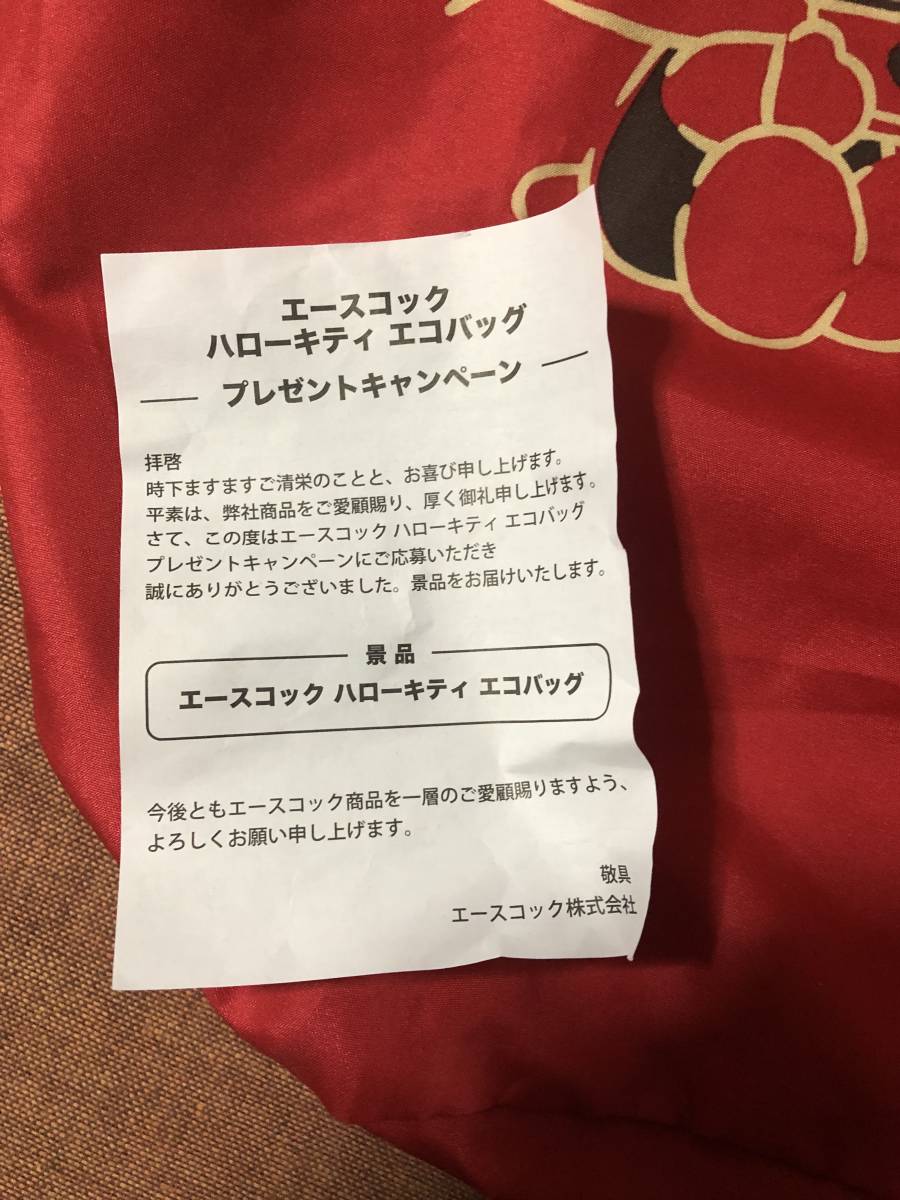 エースコック
ハローキティ エコバッグ
プレゼントキャンペーン
拝啓
時下ますますご清栄のことと、お喜び申し上げます。
平素は、弊社商品をご愛顧賜り、厚く御礼申し上げます。
さて、この度はエースコック ハローキティ エコバッグ
プレゼントキャンペーンにご応募いただき
誠にありがとうございました。景品をお届けいたします。
景品
エースコック ハローキティ エコバッグ
今後ともエースコック商品を一層のご愛顧賜りますよう、
よろしくお願い申し上げます。
敬具
エースコック株式会社